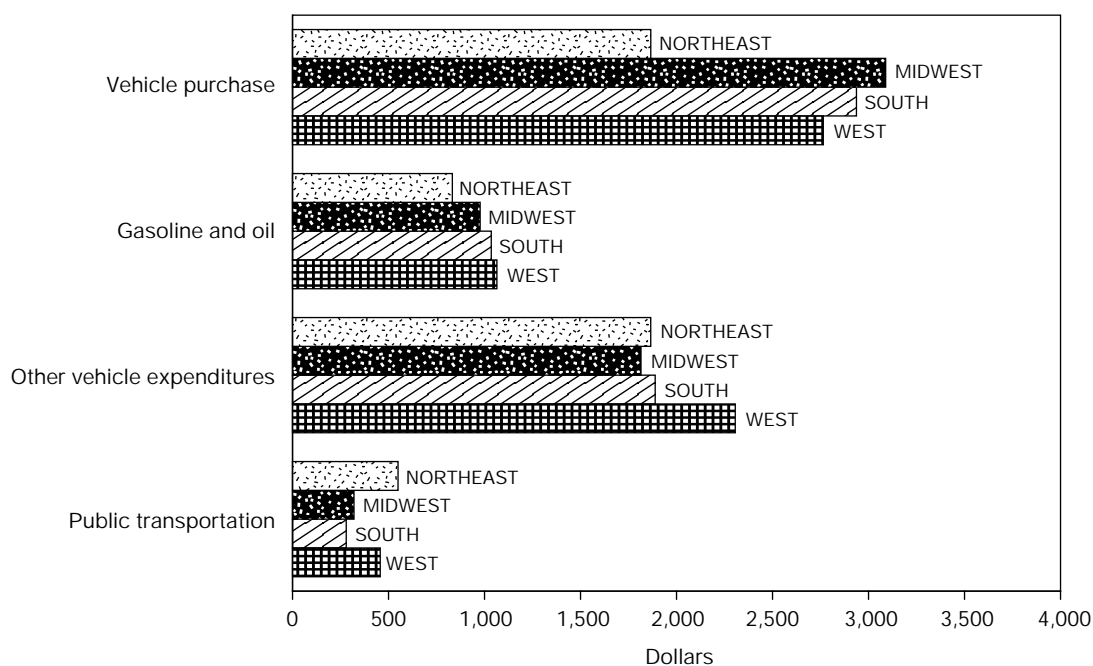 NORTHEAST
Vehicle purchase
MIDWEST
SOUTH
WEST
NORTHEAST
Gasoline and oil
MIDWEST
SOUTH
WEST
NORTHEAST
Other vehicle expenditures
MIDWEST
SOUTH
WEST
NORTHEAST
Public transportation
MIDWEST
SOUTH
WEST
0 500 1,000 1,500 2,000 2,500 3,000 3,500 4,000
Dollars